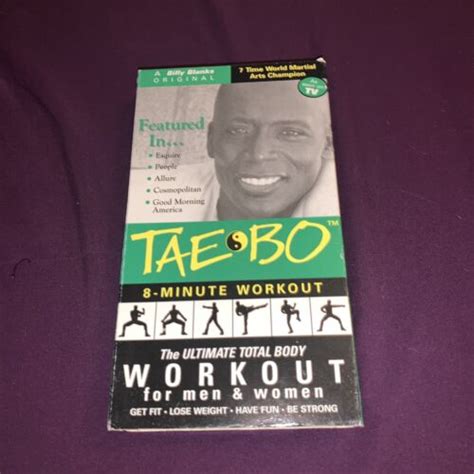 A Billy Blanks
ORIGINAL
7 Time World Martial
Arts Champion
TV
Featured
In...
• Esquire
• People
• Allure
• Cosmopolitan
• Good Morning
America
TAE BO™
8-MINUTE WORKOUT
The ULTIMATE TOTAL BODY
WORKOUT
for men & women
GET FIT • LOSE WEIGHT • HAVE FUN • BE STRONG